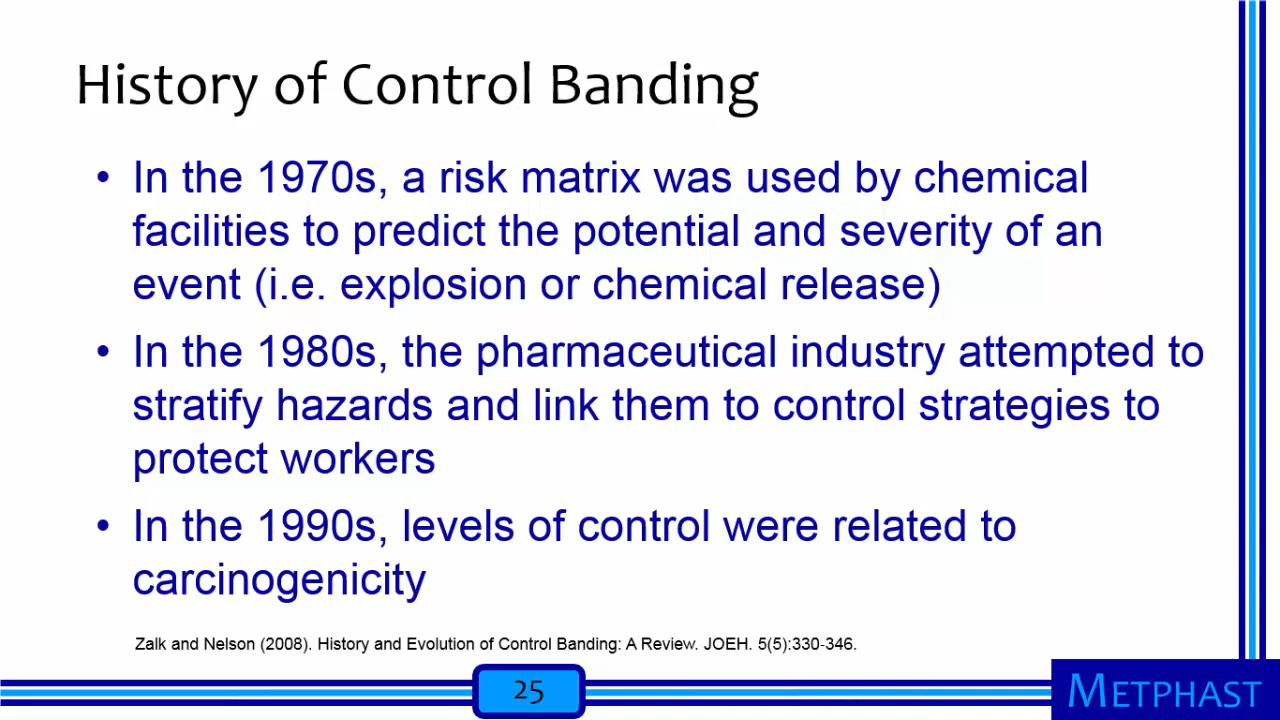 History of Control Banding
• In the 1970s, a risk matrix was used by chemical
facilities to predict the potential and severity of an
event (i.e. explosion or chemical release)
• In the 1980s, the pharmaceutical industry attempted to
stratify hazards and link them to control strategies to
protect workers
• In the 1990s, levels of control were related to
carcinogenicity
Zalk and Nelson (2008). History and Evolution of Control Banding: A Review. JOEH. 5(5):330-346.
25
METPHAST